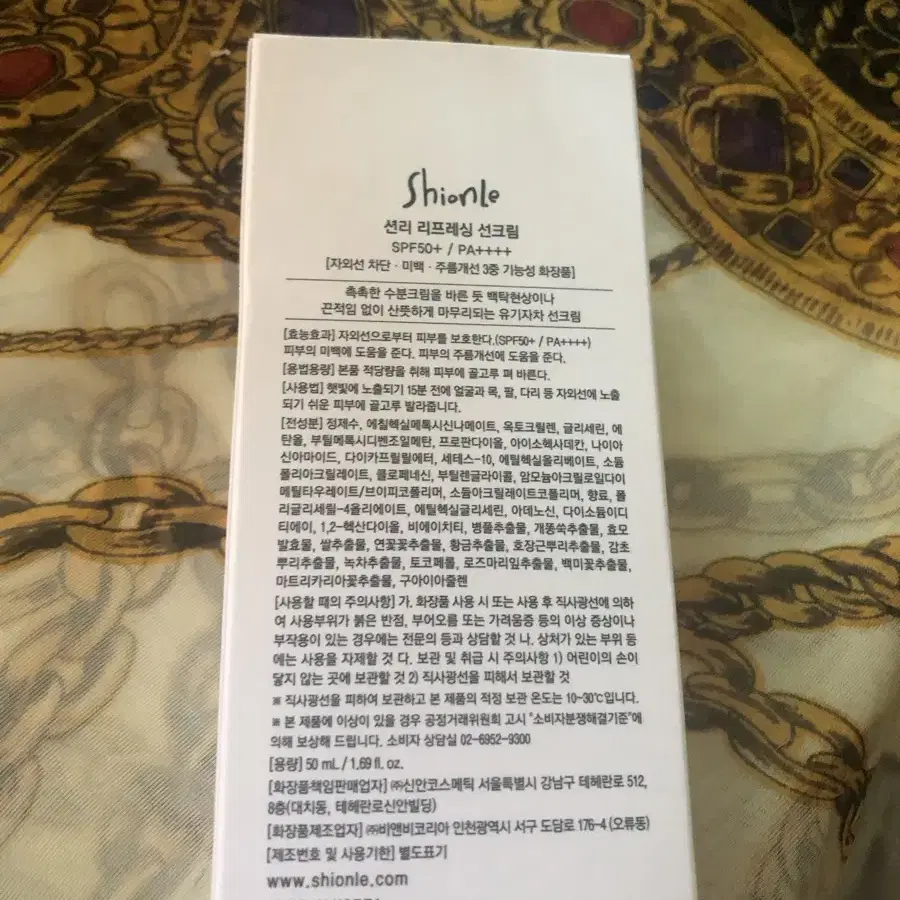 Shionle
션리 리프레싱 선크림
SPF50+ / PA++++
[자외선 차단 · 미백 · 주름개선 3중 기능성 화장품]
촉촉한 수분크림을 바른 듯 백탁현상이나
끈적임 없이 산뜻하게 마무리되는 유기자차 선크림
[효능효과] 자외선으로부터 피부를 보호한다.(SPF50+ / PA++++)
피부의 미백에 도움을 준다. 피부의 주름개선에 도움을 준다.
[용법용량] 본품 적당량을 취해 피부에 골고루 펴 바른다.
[사용법] 햇빛에 노출되기 15분 전에 얼굴과 목, 팔, 다리 등 자외선에 노출
되기 쉬운 피부에 골고루 발라줍니다.
[전성분] 정제수, 에칠헥실메톡시신나메이트, 옥토크릴렌, 글리세린, 에
탄올, 부틸메톡시디벤조일메탄, 프로판다이올, 아이소헥사데칸, 나이아
신아마이드, 다이카프릴릴에터, 세테스-10, 에틸헥실올리베이트, 소듐
폴리아크릴레이트, 클로페네신, 부틸렌글라이콜, 암모늄아크릴로일다이
메틸타우레이트/브이피코폴리머, 소듐아크릴레이트코폴리머, 향료, 폴
리글리세릴-4올리에이트, 에틸헥실글리세린, 아데노신, 다이소듐이디
티에이, 1,2-헥산다이올, 비에이치티, 병풀추출물, 개똥쑥추출물, 효모
발효물, 쌀추출물, 연꽃꽃추출물, 황금추출물, 호장근뿌리추출물, 감초
뿌리추출물, 녹차추출물, 토코페롤, 로즈마리잎추출물, 백미꽃추출물,
마트리카리아꽃추출물, 구아이아줄렌
[사용할 때의 주의사항] 가. 화장품 사용 시 또는 사용 후 직사광선에 의하
여 사용부위가 붉은 반점, 부어오름 또는 가려움증 등의 이상 증상이나
부작용이 있는 경우에는 전문의 등과 상담할 것 나. 상처가 있는 부위 등
에는 사용을 자제할 것 다. 보관 및 취급 시 주의사항 1) 어린이의 손이
닿지 않는 곳에 보관할 것 2) 직사광선을 피해서 보관할 것
※ 직사광선을 피하여 보관하고 본 제품의 적정 보관 온도는 10~30℃입니다.
※ 본 제품에 이상이 있을 경우 공정거래위원회 고시 "소비자분쟁해결기준"에
의해 보상해 드립니다. 소비자 상담실 02-6952-9300
[용량] 50 mL / 1.69 fl. oz.
[화장품책임판매업자] ㈜신안코스메틱 서울특별시 강남구 테헤란로 512,
8층(대치동, 테헤란로신안빌딩)
[화장품제조업자] ㈜비앤비코리아 인천광역시 서구 도담로 176-4 (오류동)
[제조번호 및 사용기한] 별도표기
www.shionle.com